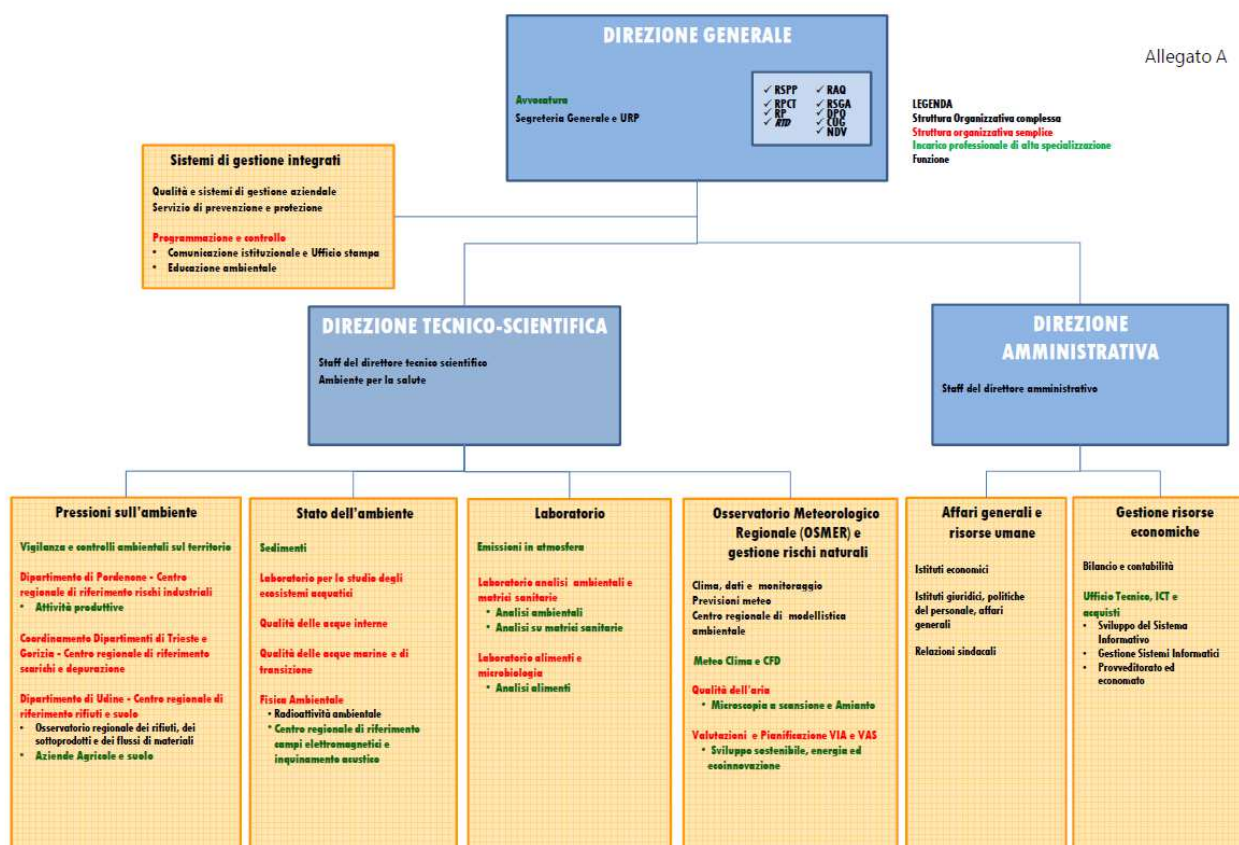 DIREZIONE GENERALE
Allegato A
Avvocatura
Segreteria Generale e URP
✓ RSPP
✓ RPCT
✓ RP
✓ RTD
✓ RAQ
✓ RSGA
✓ DPO
✓ CUG
✓ NDV
LEGENDA
Struttura Organizzativa complessa
Struttura organizzativa semplice
Incarico professionale di alta specializzazione
Funzione
Sistemi di gestione integrati
Qualità e sistemi di gestione aziendale
Servizio di prevenzione e protezione
Programmazione e controllo
• Comunicazione istituzionale e Ufficio stampa
• Educazione ambientale
DIREZIONE TECNICO-SCIENTIFICA
Staff del direttore tecnico scientifico
Ambiente per la salute
DIREZIONE
AMMINISTRATIVA
Staff del direttore amministrativo
Pressioni sull'ambiente
Vigilanza e controlli ambientali sul territorio
Dipartimento di Pordenone - Centro
regionale di riferimento rischi industriali
• Attività produttive
Coordinamento Dipartimenti di Trieste e
Gorizia - Centro regionale di riferimento
scarichi e depurazione
Dipartimento di Udine - Centro regionale di
riferimento rifiuti e suolo
• Osservatorio regionale dei rifiuti, dei
sottoprodotti e dei flussi di materiali
• Aziende Agricole e suolo
Stato dell'ambiente
Sedimenti
Laboratorio per lo studio degli
ecosistemi acquatici
Qualità delle acque interne
Qualità delle acque marine e di
transizione
Fisica Ambientale
• Radioattività ambientale
• Centro regionale di riferimento
campi elettromagnetici e
inquinamento acustico
Laboratorio
Emissioni in atmosfera
Laboratorio analisi ambientali e
matrici sanitarie
• Analisi ambientali
• Analisi su matrici sanitarie
Laboratorio alimenti e
microbiologia
• Analisi alimenti
Osservatorio Meteorologico
Regionale (OSMER) e
gestione rischi naturali
Clima, dati e monitoraggio
Previsioni meteo
Centro regionale di modellistica
ambientale
Meteo Clima e CFD
Qualità dell'aria
• Microscopia a scansione e Amianto
Valutazioni e Pianificazione VIA e VAS
• Sviluppo sostenibile, energia ed
ecoinnovazione
Affari generali e
risorse umane
Istituti economici
Istituti giuridici, politiche
del personale, affari
generali
Relazioni sindacali
Gestione risorse
economiche
Bilancio e contabilità
Ufficio Tecnico, ICT e
acquisti
• Sviluppo del Sistema
Informativo
• Gestione Sistemi Informatici
• Provveditorato ed
economato